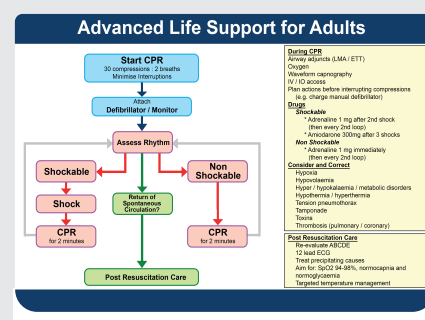 Advanced Life Support for Adults
Start CPR
30 compressions : 2 breaths
Minimise Interruptions
Attach
Defibrillator / Monitor
Assess Rhythm
Shockable
Non
Shockable
Shock
Return of
Spontaneous
Circulation?
CPR
for 2 minutes
CPR
for 2 minutes
Post Resuscitation Care
During CPR
Airway adjuncts (LMA / ETT)
Oxygen
Waveform capnography
IV / IO access
Plan actions before interrupting compressions
(e.g. charge manual defibrillator)
Drugs
Shockable
* Adrenaline 1 mg after 2nd shock
(then every 2nd loop)
* Amiodarone 300mg after 3 shocks
Non Shockable
* Adrenaline 1 mg immediately
(then every 2nd loop)
Consider and Correct
Hypoxia
Hypovolaemia
Hyper / hypokalaemia / metabolic disorders
Hypothermia / hyperthermia
Tension pneumothorax
Tamponade
Toxins
Thrombosis (pulmonary / coronary)
Post Resuscitation Care
Re-evaluate ABCDE
12 lead ECG
Treat precipitating causes
Aim for: SpO2 94-98%, normocapnia and
normoglycaemia
Targeted temperature management